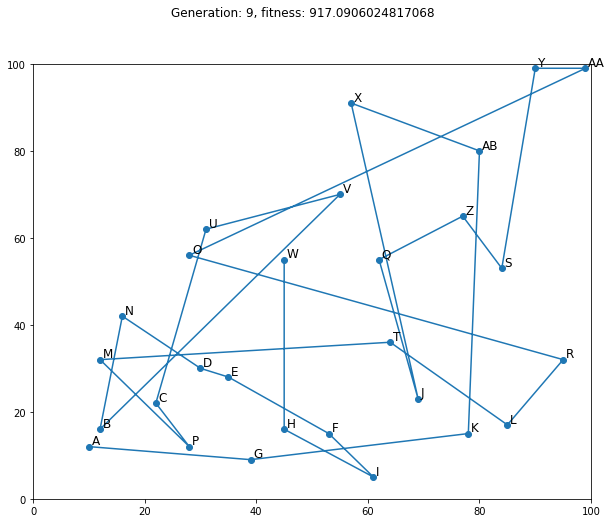 Generation: 9, fitness: 917.0906024817068
100
Y
AA
X
AB
80
V
Z
U
60
O
W
Q
S
N
40
T
M
R
D
E
J
C
20
L
B
H
F
K
A
P
G
I
0
0
20
40
60
80
100